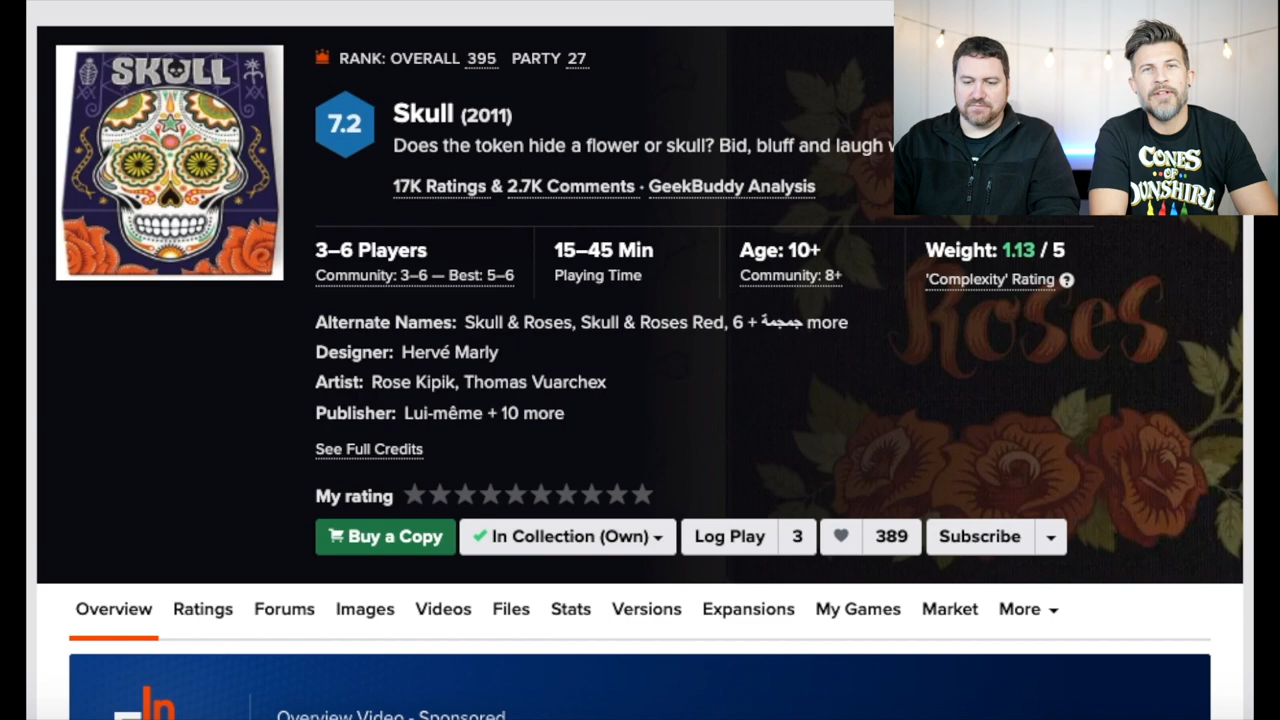 SKULL
RANK: OVERALL 395 PARTY 27
7.2
Skull (2011)
Does the token hide a flower or skull? Bid, bluff and laugh
17K Ratings & 2.7K Comments · GeekBuddy Analysis
CONES
OF
DUNSHIRE
3–6 Players
Community: 3–6 — Best: 5–6
15–45 Min
Playing Time
Age: 10+
Community: 8+
Weight: 1.13 / 5
'Complexity' Rating ?
Alternate Names: Skull & Roses, Skull & Roses Red, جمجمة + 6 more
Designer: Hervé Marly
Artist: Rose Kipik, Thomas Vuarchex
Publisher: Lui-même + 10 more
See Full Credits
Roses
My rating
Buy a Copy In Collection (Own) Log Play 3 389 Subscribe
Overview Ratings Forums Images Videos Files Stats Versions Expansions My Games Market More
Overview Video - Sponsored